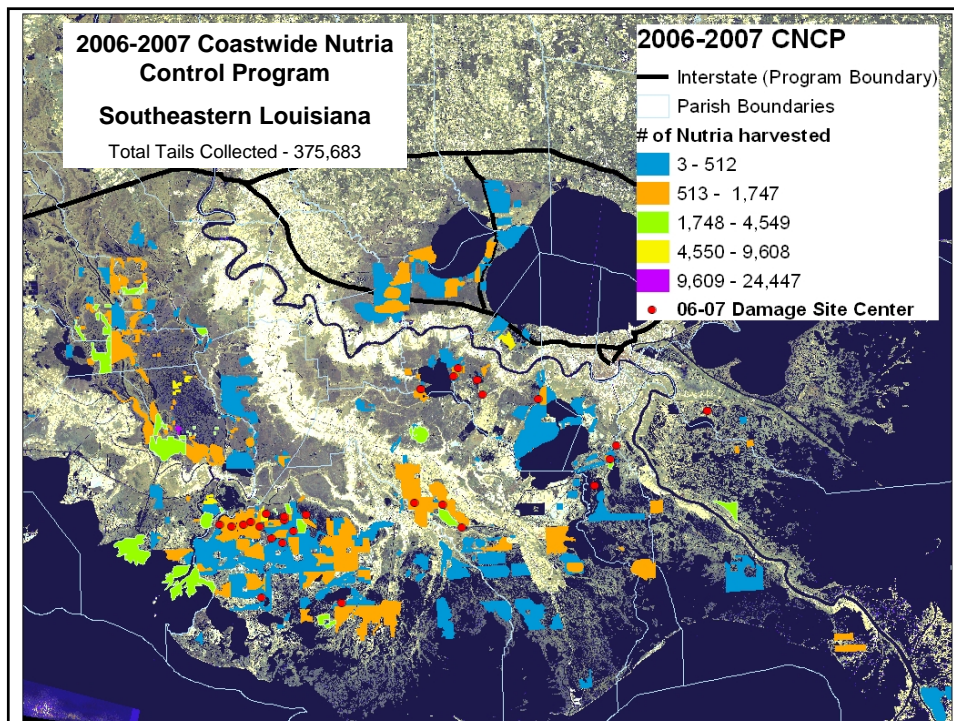 2006-2007 Coastwide Nutria
Control Program
Southeastern Louisiana
Total Tails Collected - 375,683
2006-2007 CNCP
Interstate (Program Boundary)
Parish Boundaries
# of Nutria harvested
3 - 512
513 - 1,747
1,748 - 4,549
4,550 - 9,608
9,609 - 24,447
06-07 Damage Site Center